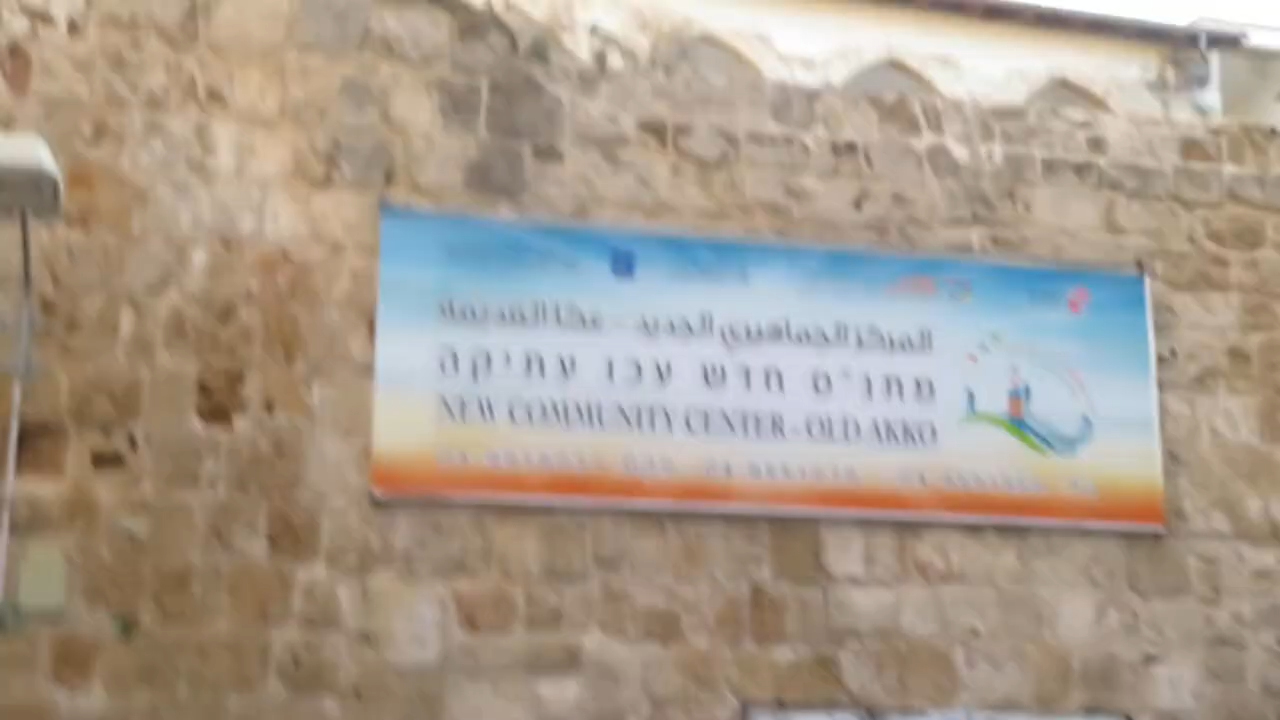 المركز الجماهيري الجديد - عكا القديمة
מתנ"ס חדש עכו עתיקה
NEW COMMUNITY CENTER - OLD AKKO